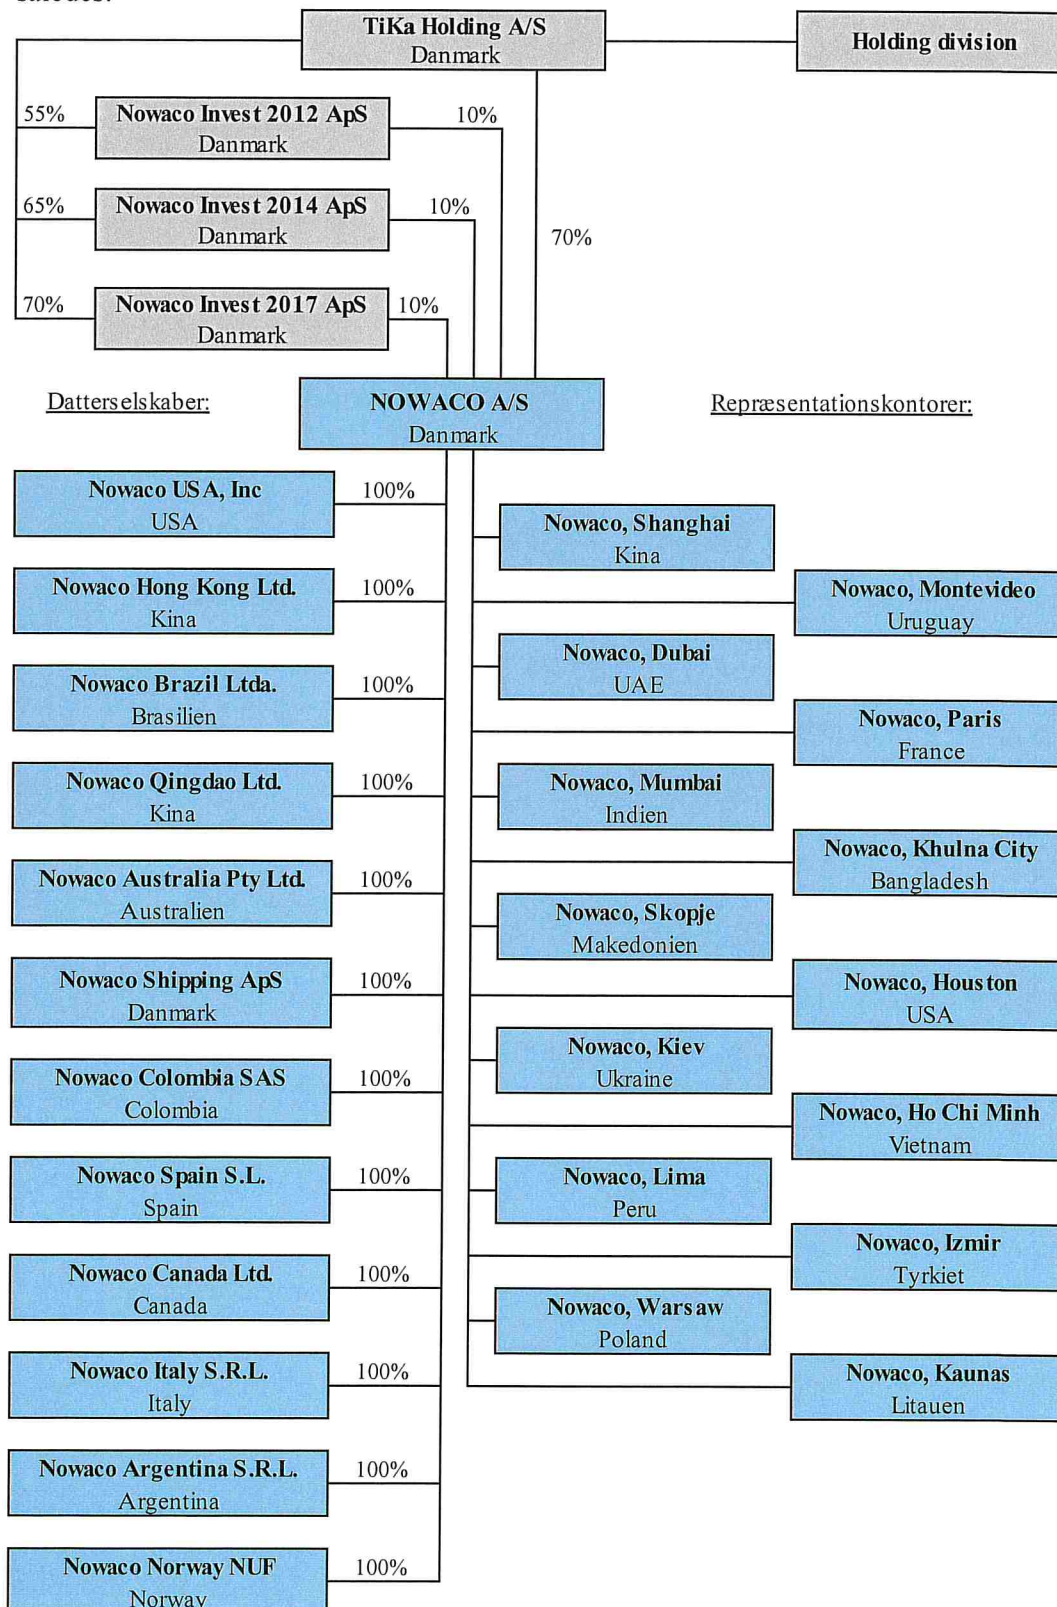 TiKa Holding A/S
Danmark
Holding division
55%
Nowaco Invest 2012 ApS
Danmark
10%
65%
Nowaco Invest 2014 ApS
Danmark
10%
70%
70%
Nowaco Invest 2017 ApS
Danmark
10%
Datterselskaber:
NOWACO A/S
Danmark
Repræsentationskontorer:
Nowaco USA, Inc
USA
100%
Nowaco Hong Kong Ltd.
Kina
100%
Nowaco Brazil Ltda.
Brasilien
100%
Nowaco Qingdao Ltd.
Kina
100%
Nowaco Australia Pty Ltd.
Australien
100%
Nowaco Shipping ApS
Danmark
100%
Nowaco Colombia SAS
Colombia
100%
Nowaco Spain S.L.
Spain
100%
Nowaco Canada Ltd.
Canada
100%
Nowaco Italy S.R.L.
Italy
100%
Nowaco Argentina S.R.L.
Argentina
100%
Nowaco Norway NUF
Norway
100%
Nowaco, Shanghai
Kina
Nowaco, Montevideo
Uruguay
Nowaco, Dubai
UAE
Nowaco, Paris
France
Nowaco, Mumbai
Indien
Nowaco, Khulna City
Bangladesh
Nowaco, Skopje
Makedonien
Nowaco, Houston
USA
Nowaco, Kiev
Ukraine
Nowaco, Ho Chi Minh
Vietnam
Nowaco, Lima
Peru
Nowaco, Izmir
Tyrkiet
Nowaco, Warsaw
Poland
Nowaco, Kaunas
Litauen